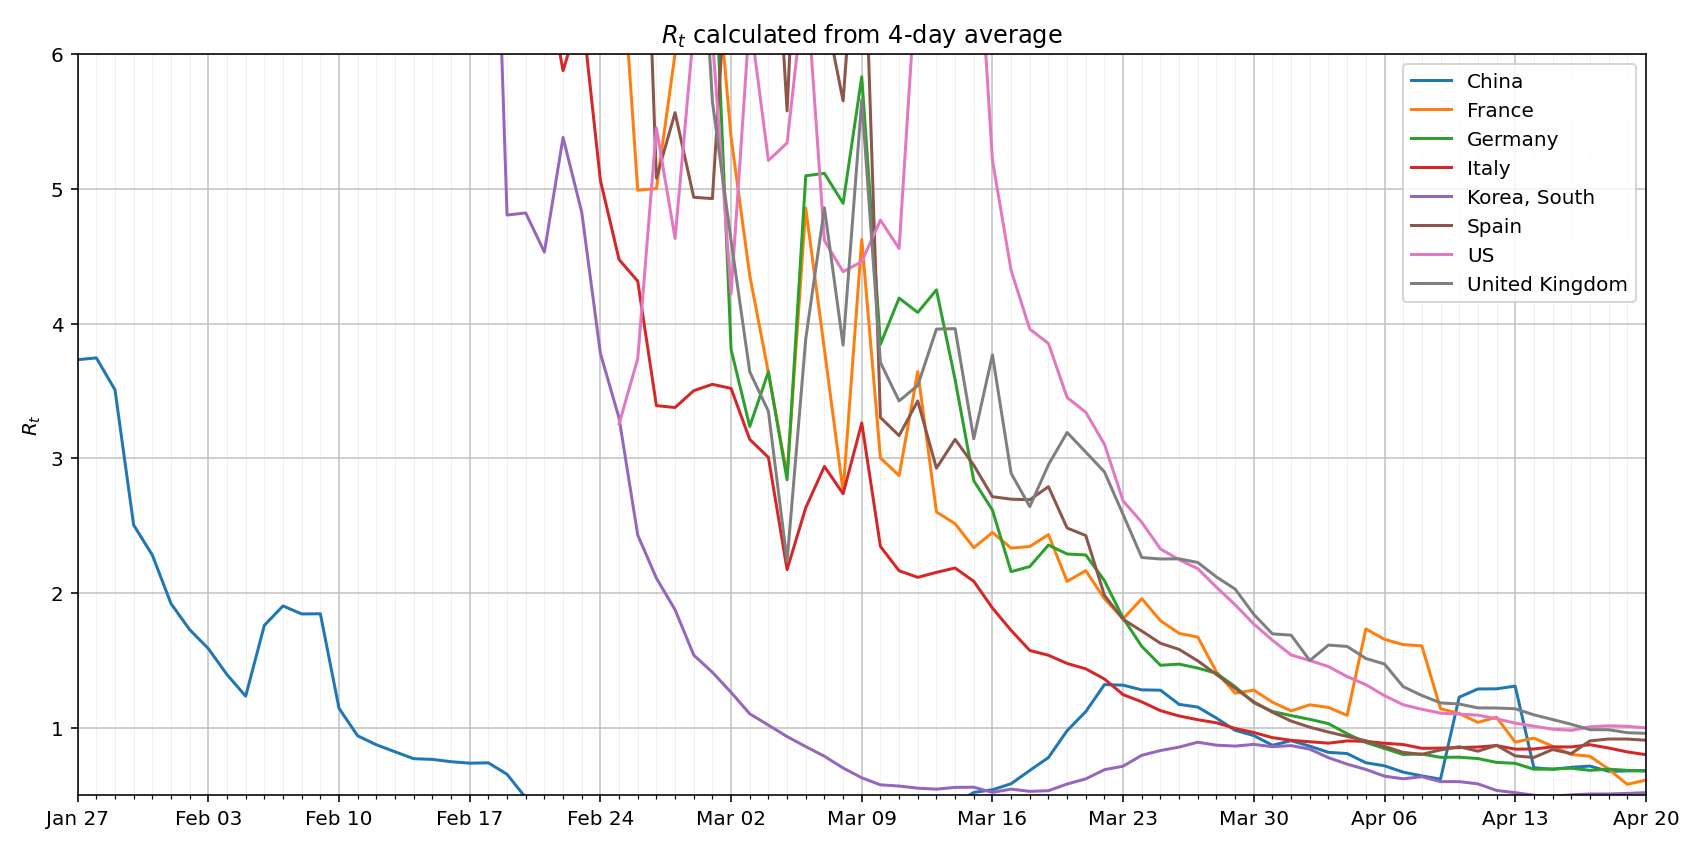 R_t calculated from 4-day average
R_t
6
5
4
3
2
1
China
France
Germany
Italy
Korea, South
Spain
US
United Kingdom
Jan 27 Feb 03 Feb 10 Feb 17 Feb 24 Mar 02 Mar 09 Mar 16 Mar 23 Mar 30 Apr 06 Apr 13 Apr 20